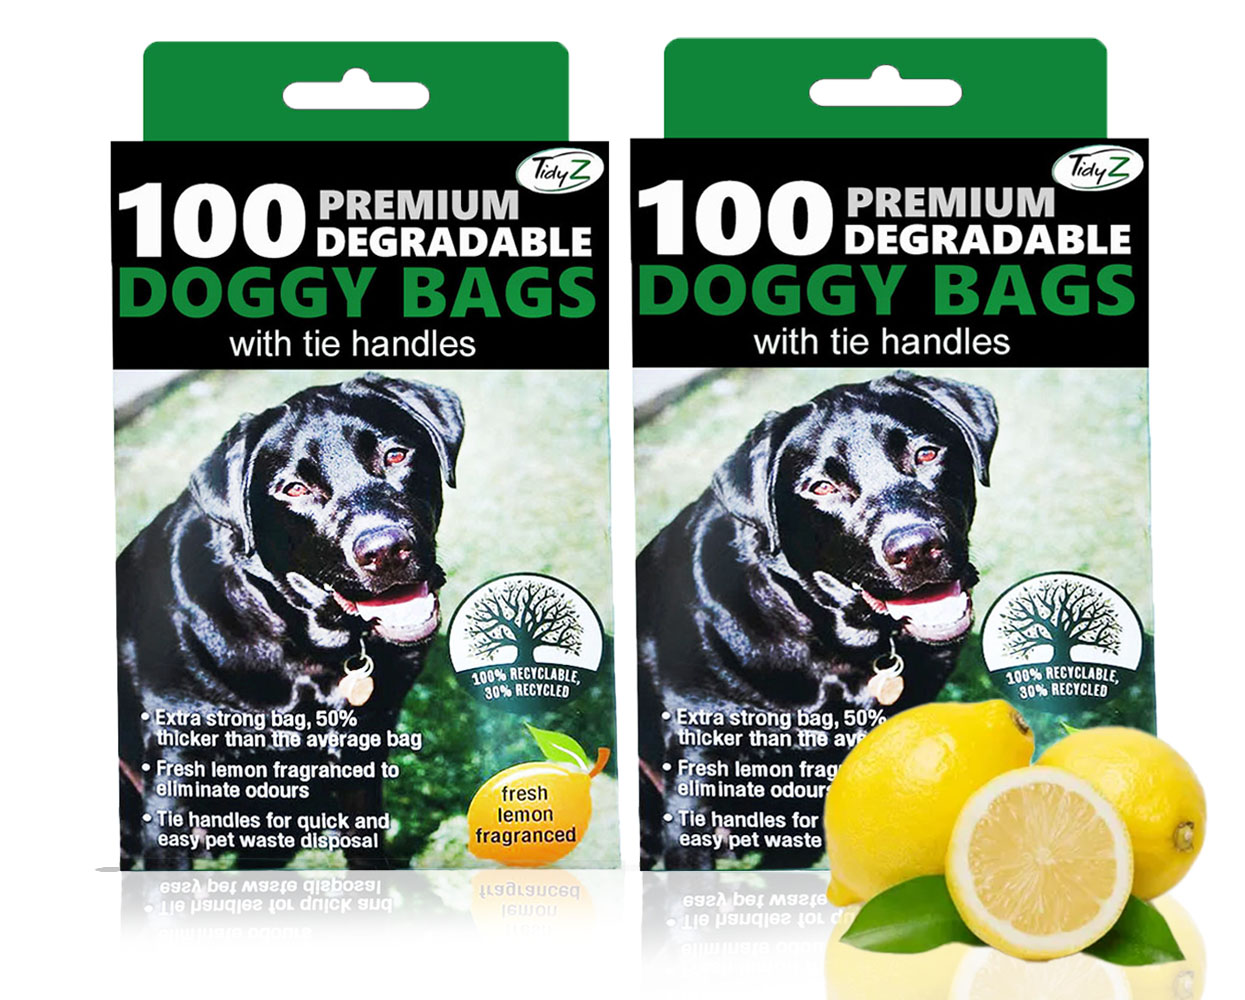 TidyZ
100 PREMIUM
DEGRADABLE
DOGGY BAGS
with tie handles
100% RECYCLABLE,
30% RECYCLED
• Extra strong bag, 50%
thicker than the average bag
• Fresh lemon fragranced to
eliminate odours
• Tie handles for quick and
easy pet waste disposal
fresh
lemon
fragranced
TidyZ
100 PREMIUM
DEGRADABLE
DOGGY BAGS
with tie handles
100% RECYCLABLE,
30% RECYCLED
• Extra strong bag, 50%
thicker than the
• Fresh lemon
eliminate odours
• Tie handles for
easy pet waste